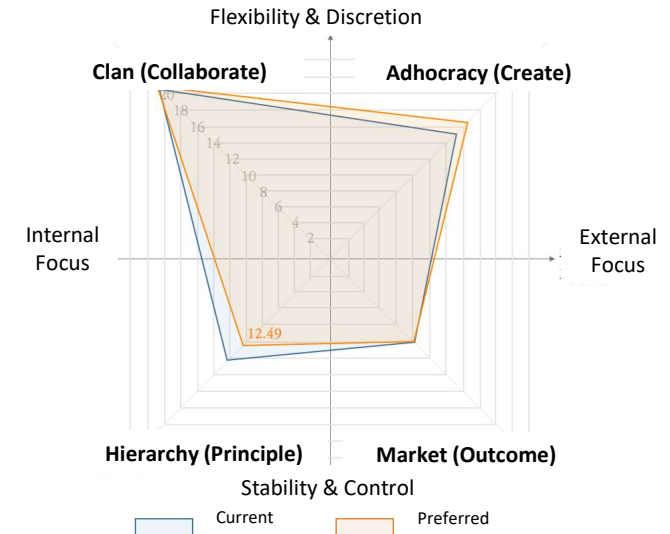 Flexibility & Discretion
Clan (Collaborate)
Adhocracy (Create)
20
18
16
14
12
10
8
6
4
2
Internal
Focus
External
Focus
12.49
Hierarchy (Principle)
Market (Outcome)
Stability & Control
Current
Preferred